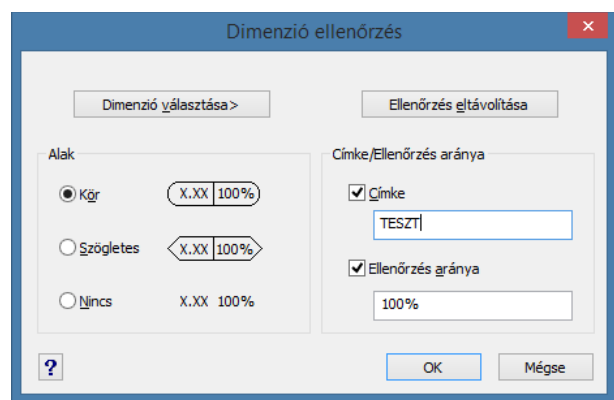 Dimenzió ellenőrzés
Dimenzió választása>
Ellenőrzés eltávolítása
Alak
Kör
X.XX 100%
Szögletes
X.XX 100%
Nincs
X.XX 100%
Címke/Ellenőrzés aránya
Címke
TESZT
Ellenőrzés aránya
100%
?
OK
Mégse